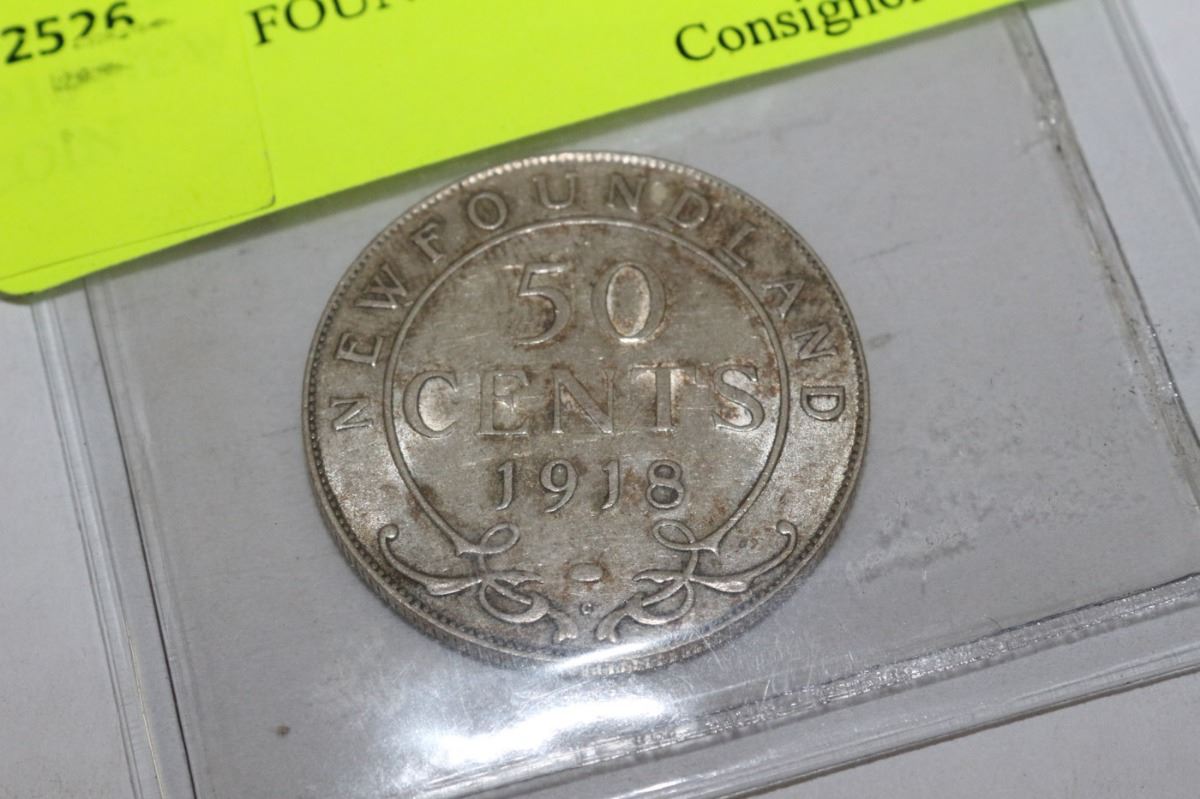 2526
FOUN
Consignor
NEWFOUNDLAND
50
CENTS
1918
C